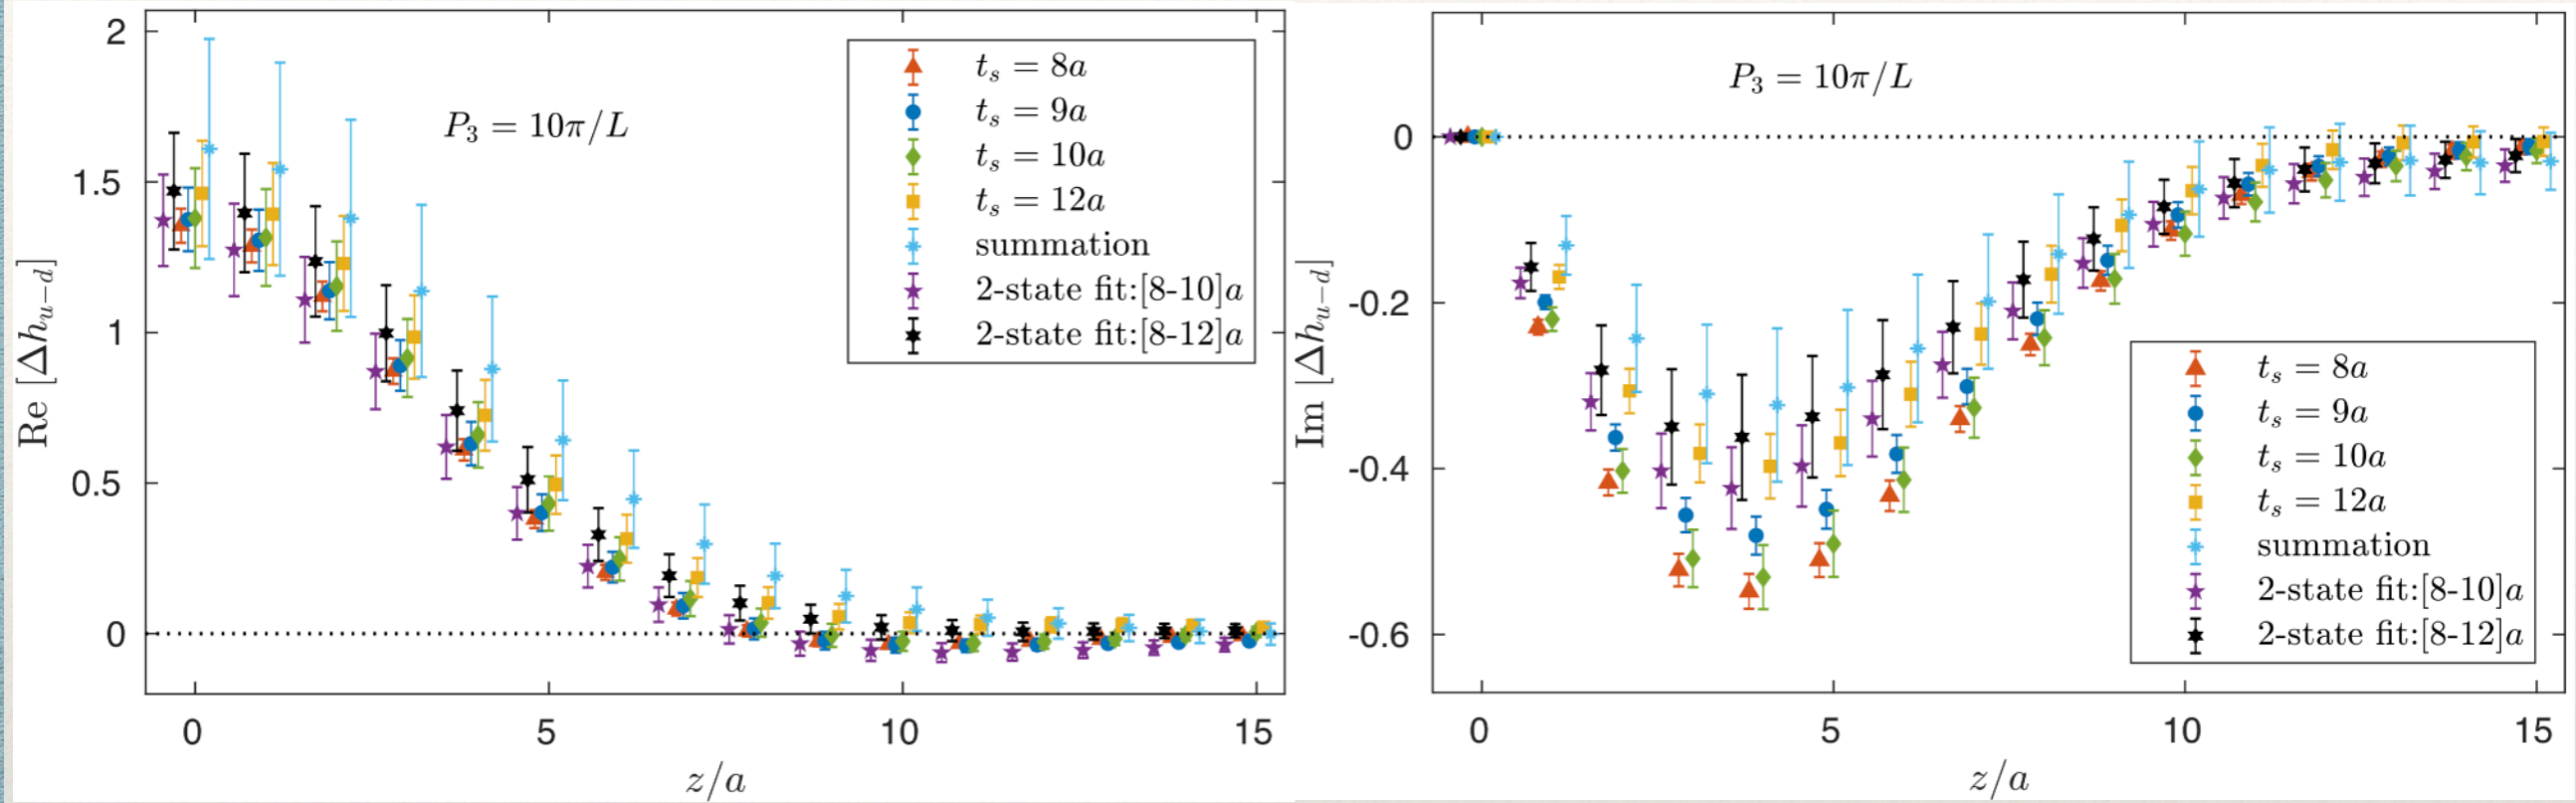 2
1.5
1
0.5
0
Re [Δh_{u−d}]
P_3 = 10π/L
t_s = 8a
t_s = 9a
t_s = 10a
t_s = 12a
summation
2-state fit:[8-10]a
2-state fit:[8-12]a
0 5 10 15
z/a
0
-0.2
-0.4
-0.6
Im [Δh_{u−d}]
P_3 = 10π/L
t_s = 8a
t_s = 9a
t_s = 10a
t_s = 12a
summation
2-state fit:[8-10]a
2-state fit:[8-12]a
0 5 10 15
z/a